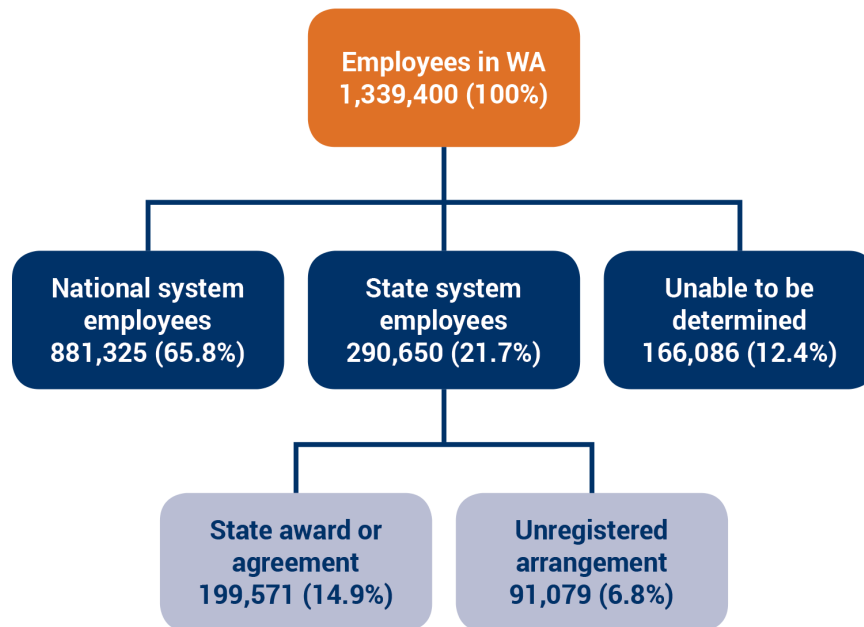 Employees in WA
1,339,400 (100%)
National system
employees
881,325 (65.8%)
State system
employees
290,650 (21.7%)
Unable to be
determined
166,086 (12.4%)
State award or
agreement
199,571 (14.9%)
Unregistered
arrangement
91,079 (6.8%)